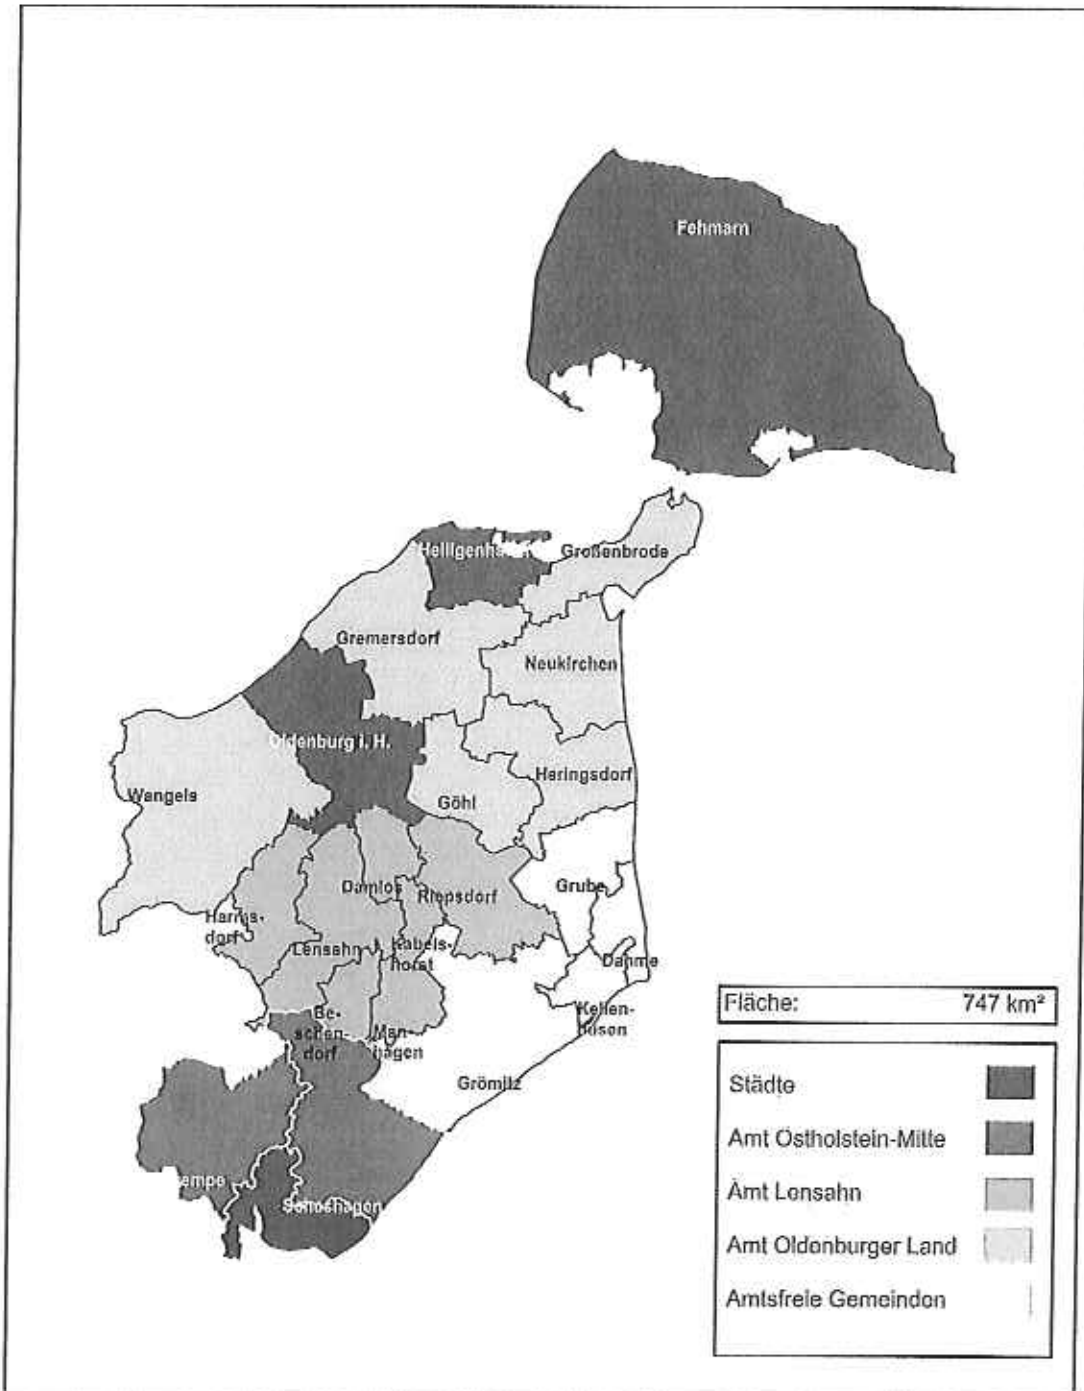 Fehmarn
Großenbrode
Gremersdorf
Neukirchen
Oldenburg i. H.
Heringsdorf
Wangels
Göhl
Grube
Damlos
Riepsdorf
Harms-
dorf
Lensahn
Kabels-
horst
Dahme
Be-
schen-
dorf
Man-
hagen
Kellen-
husen
Grömitz
Schashagen
Fläche: 747 km²
Städte
Amt Ostholstein-Mitte
Amt Lensahn
Amt Oldenburger Land
Amtsfreie Gemeinden